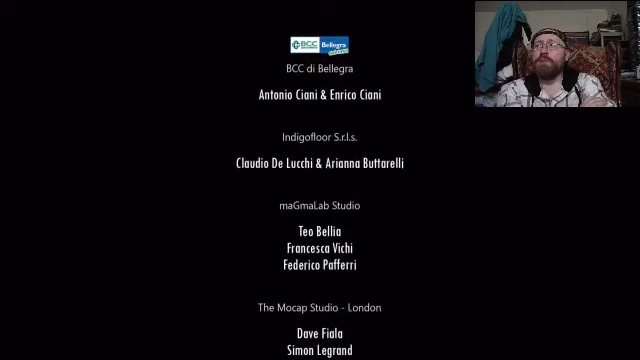 BCC
Bellegra
BCC di Bellegra
Antonio Ciani & Enrico Ciani
Indigofloor S.r.l.s.
Claudio De Lucchi & Arianna Buttarelli
maGmaLab Studio
Teo Bellia
Francesca Vichi
Federico Pafferri
The Mocap Studio - London
Dave Fiala
Simon Legrand